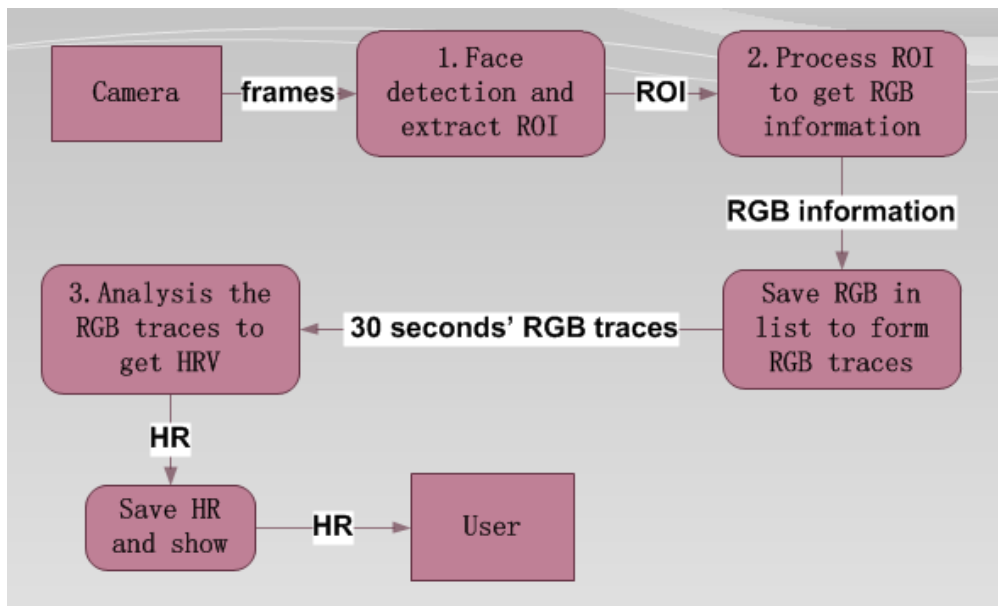 Camera
frames
1.Face
detection and
extract ROI
ROI
2.Process ROI
to get RGB
information
RGB information
Save RGB in
list to form
RGB traces
30 seconds’ RGB traces
3.Analysis the
RGB traces to
get HRV
HR
Save HR
and show
HR
User